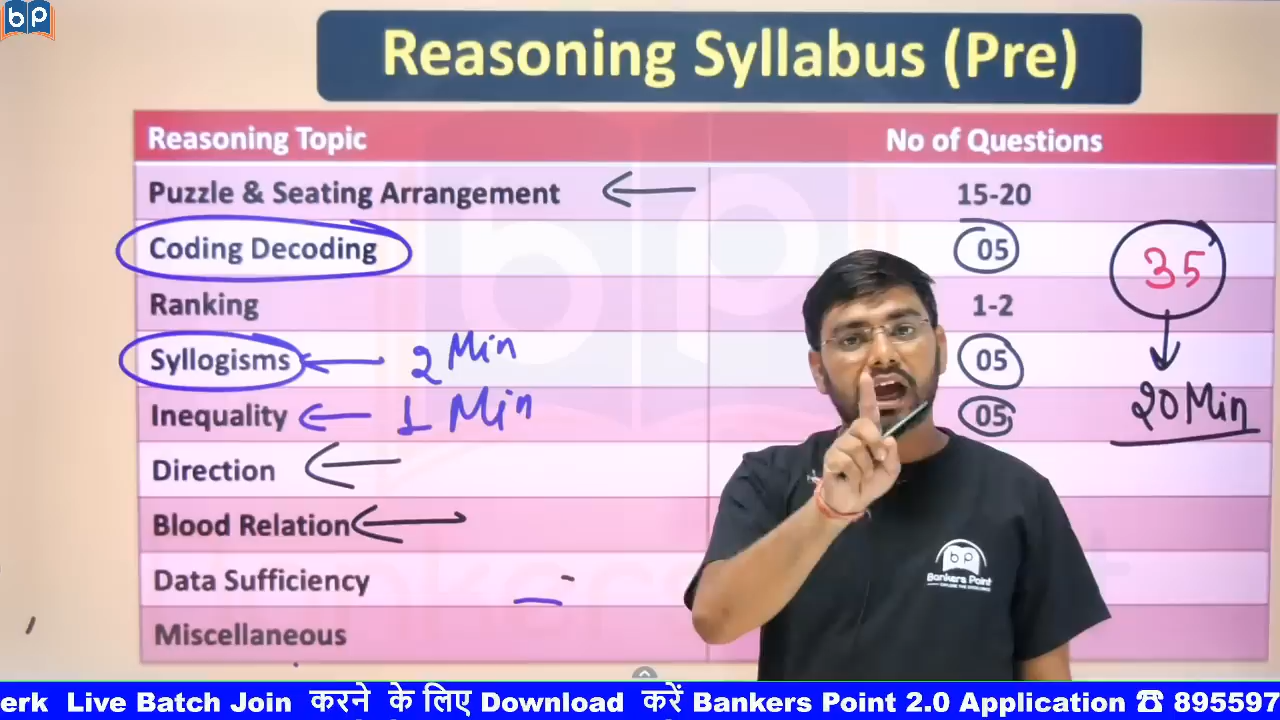 bp
Reasoning Syllabus (Pre)
Reasoning Topic No of Questions
Puzzle & Seating Arrangement 15-20
Coding Decoding 05
35
Ranking 1-2
Syllogisms 2 Min 05
20 Min
Inequality 1 Min 05
Direction
Blood Relation
Data Sufficiency
Miscellaneous
bp
Bankers Point
erk Live Batch Join करने के लिए Download करें Bankers Point 2.0 Application ☎ 895597